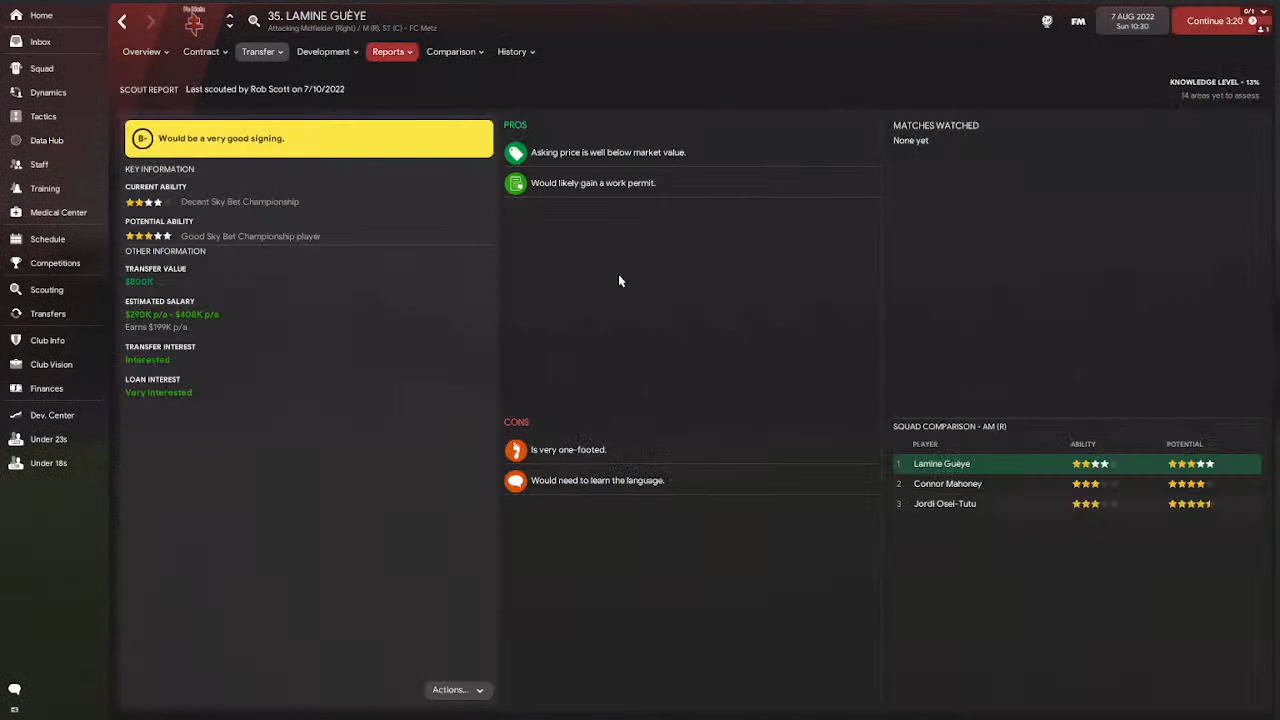 Home
Inbox
Squad
Dynamics
Matches
Tactics
Data Hub
Staff
Training
Medical Center
Schedule
Competitions
Scouting
Transfers
Club Info
Club Vision
Finances
Dev. Center
Under 23s
Under 18s
Fc Metz
35. LAMINE GUÈYE
Attacking Midfielder (Right) / M (R), ST (C) - FC Metz
FM
7 AUG 2022
Sun 10:30
Continue 3:20
0/1
1
Overview
Contract
Transfer
Development
Reports
Comparison
History
SCOUT REPORT Last scouted by Rob Scott on 7/10/2022
KNOWLEDGE LEVEL - 13%
14 areas yet to assess
B- Would be a very good signing.
KEY INFORMATION
CURRENT ABILITY
Decent Sky Bet Championship
POTENTIAL ABILITY
Good Sky Bet Championship player
OTHER INFORMATION
TRANSFER VALUE
$800K
ESTIMATED SALARY
$290K p/a - $408K p/a
Earns $199K p/a
TRANSFER INTEREST
Interested
LOAN INTEREST
Very Interested
Actions...
PROS
Asking price is well below market value.
Would likely gain a work permit.
CONS
Is very one-footed.
Would need to learn the language.
MATCHES WATCHED
None yet
SQUAD COMPARISON - AM (R)
PLAYER ABILITY POTENTIAL
1 Lamine Guèye
2 Connor Mahoney
3 Jordi Osei-Tutu